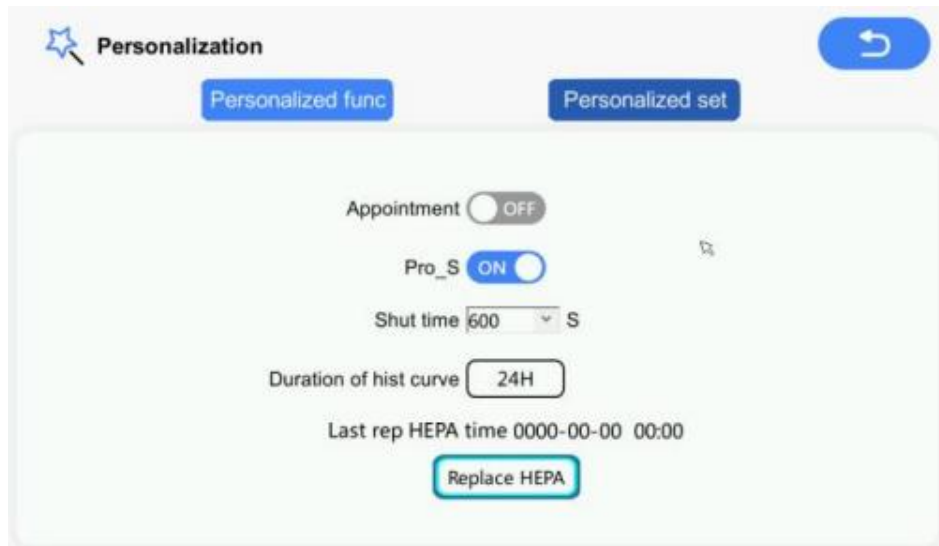 Personalization
Personalized func
Personalized set
Appointment OFF
Pro_S ON
Shut time 600 S
Duration of hist curve 24H
Last rep HEPA time 0000-00-00 00:00
Replace HEPA